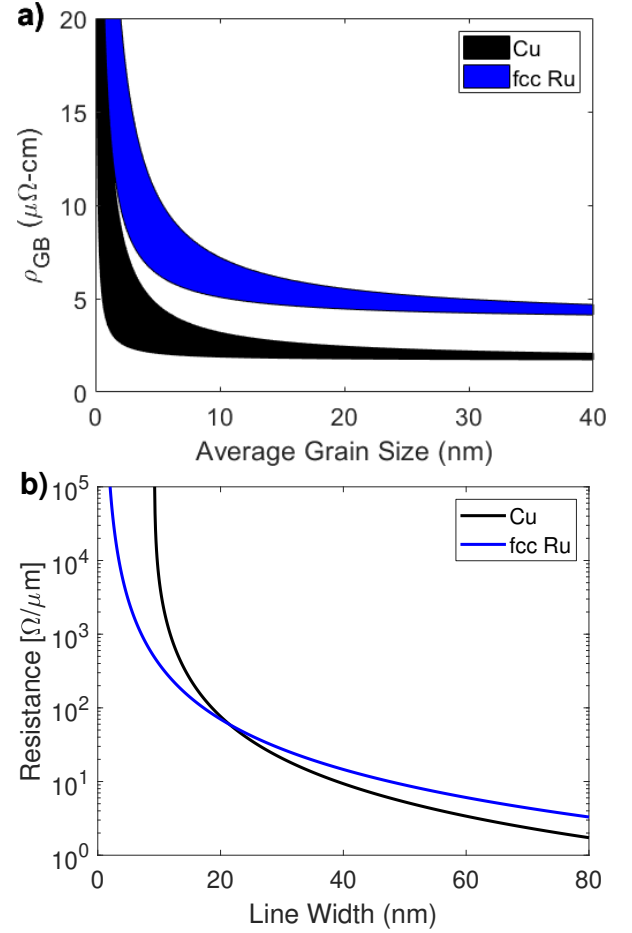 a)
20
15
10
5
0
ρGB (μΩ-cm)
Cu
fcc Ru
0 10 20 30 40
Average Grain Size (nm)
b)
10^5
10^4
10^3
10^2
10^1
10^0
Resistance [Ω/μm]
Cu
fcc Ru
0 20 40 60 80
Line Width (nm)